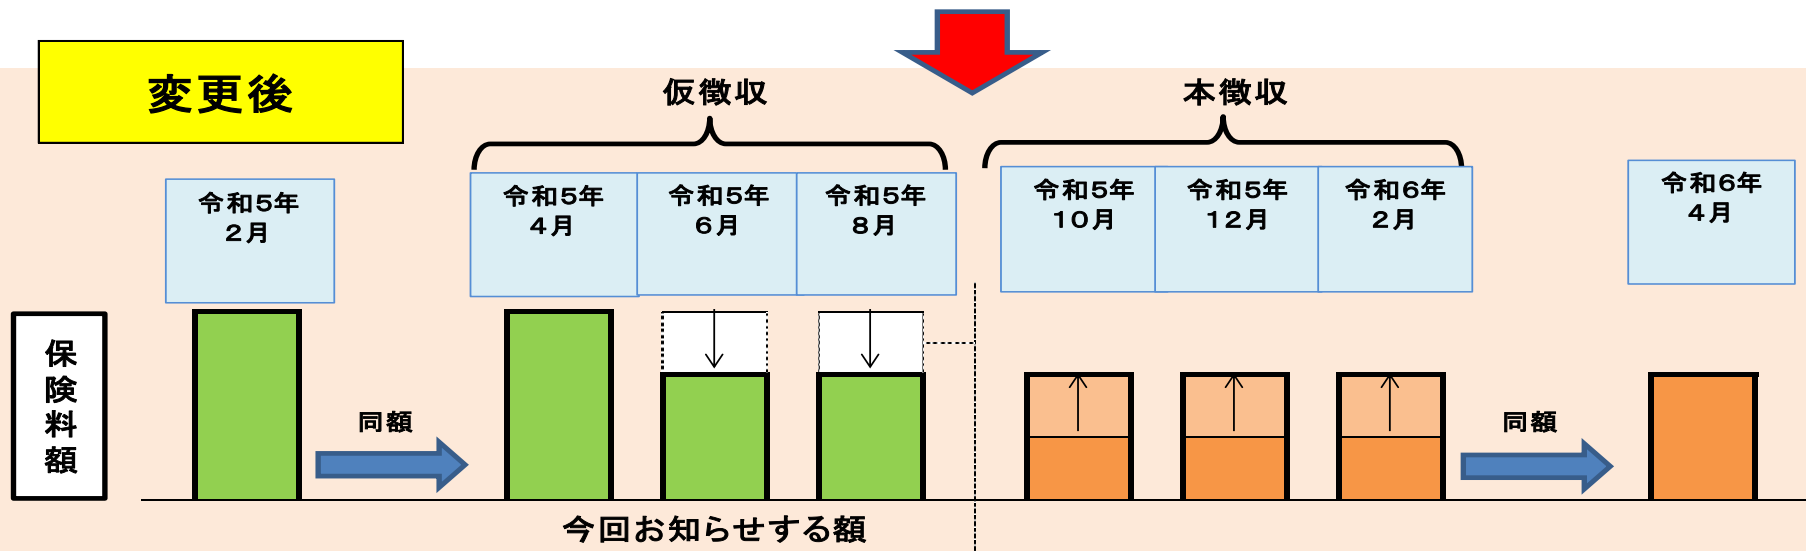 変更後
仮徴収
本徴収
令和5年
2月
令和5年
4月
令和5年
6月
令和5年
8月
令和5年
10月
令和5年
12月
令和6年
2月
令和6年
4月
保険料額
同額
同額
今回お知らせする額